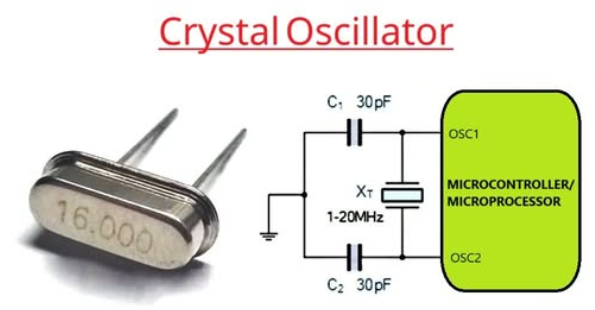 Crystal Oscillator
16.000
C1 30pF
OSC1
XT
1-20MHz
MICROCONTROLLER/
MICROPROCESSOR
OSC2
C2 30pF